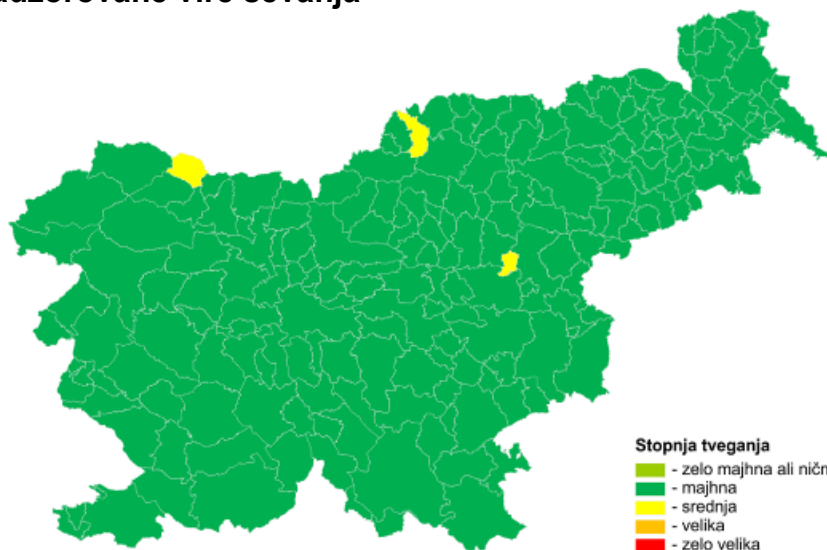 vire sevanja
Stopnja tveganja
- zelo majhna ali
- majhna
- srednja
- velika
- zelo velika